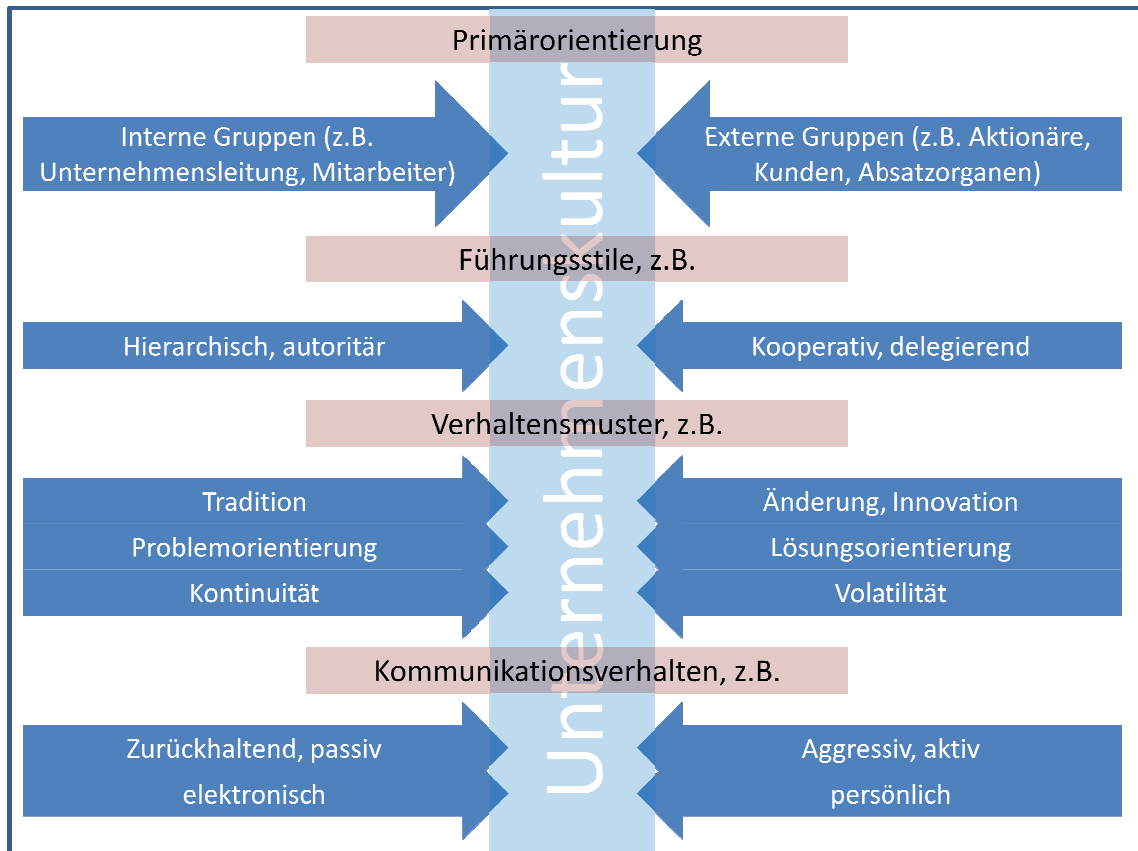 Primärorientierung
Interne Gruppen (z.B.
Unternehmensleitung, Mitarbeiter)
Externe Gruppen (z.B. Aktionäre,
Kunden, Absatzorganen)
Führungsstile, z.B.
Hierarchisch, autoritär
Kooperativ, delegierend
Verhaltensmuster, z.B.
Tradition
Änderung, Innovation
Problemorientierung
Lösungsorientierung
Kontinuität
Volatilität
Kommunikationsverhalten, z.B.
Zurückhaltend, passiv
Aggressiv, aktiv
elektronisch
persönlich
Unternehmenskultur